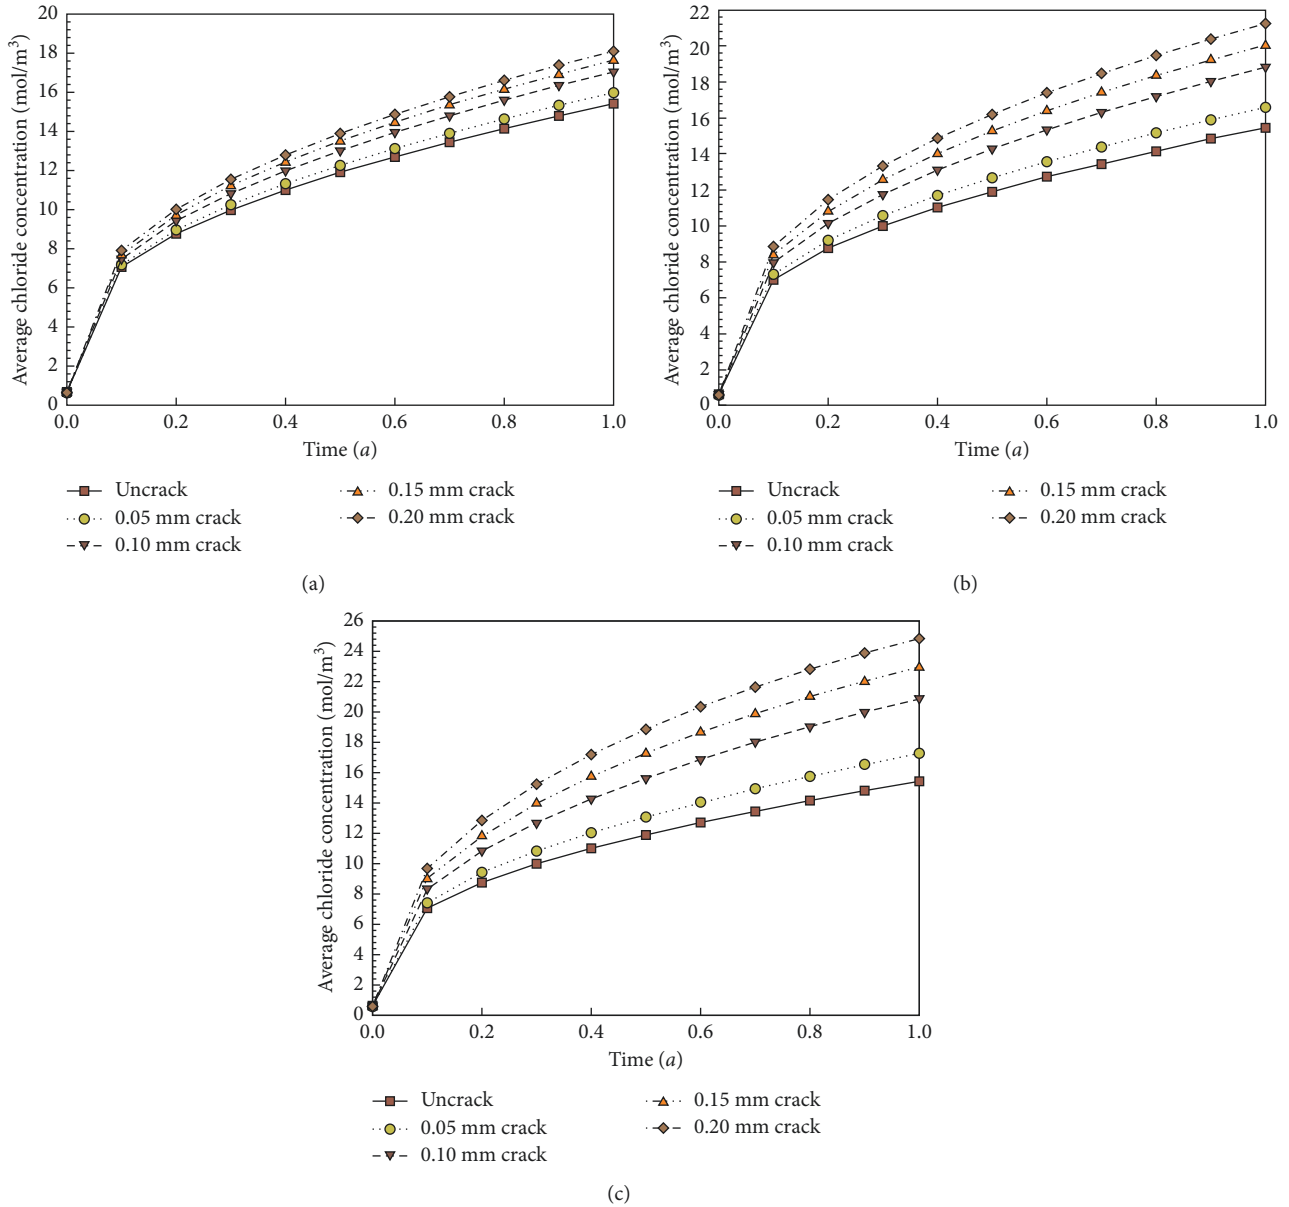 Average chloride concentration (mol/m³)
20
18
16
14
12
10
8
6
4
2
0
0.0 0.2 0.4 0.6 0.8 1.0
Time (a)
Uncrack
0.05 mm crack
0.10 mm crack
0.15 mm crack
0.20 mm crack
(a)
Average chloride concentration (mol/m³)
22
20
18
16
14
12
10
8
6
4
2
0
0.0 0.2 0.4 0.6 0.8 1.0
Time (a)
Uncrack
0.05 mm crack
0.10 mm crack
0.15 mm crack
0.20 mm crack
(b)
Average chloride concentration (mol/m³)
26
24
22
20
18
16
14
12
10
8
6
4
2
0
0.0 0.2 0.4 0.6 0.8 1.0
Time (a)
Uncrack
0.05 mm crack
0.10 mm crack
0.15 mm crack
0.20 mm crack
(c)